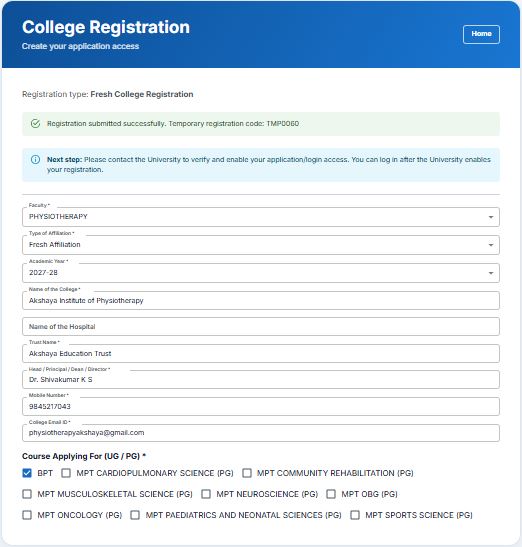 College Registration
Create your application access
Home
Registration type: Fresh College Registration
Registration submitted successfully. Temporary registration code: TMP0060
Next step: Please contact the University to verify and enable your application/login access. You can log in after the University enables
your registration.
Faculty *
PHYSIOTHERAPY
Type of Affiliation *
Fresh Affiliation
Academic Year *
2027-28
Name of the College *
Akshaya Institute of Physiotherapy
Name of the Hospital
Trust Name *
Akshaya Education Trust
Head / Principal / Dean / Director *
Dr. Shivakumar K S
Mobile Number *
9845217043
College Email ID *
physiotherapyakshaya@gmail.com
Course Applying For (UG / PG) *
BPT MPT CARDIOPULMONARY SCIENCE (PG) MPT COMMUNITY REHABILITATION (PG)
MPT MUSCULOSKELETAL SCIENCE (PG) MPT NEUROSCIENCE (PG) MPT OBG (PG)
MPT ONCOLOGY (PG) MPT PAEDIATRICS AND NEONATAL SCIENCES (PG) MPT SPORTS SCIENCE (PG)